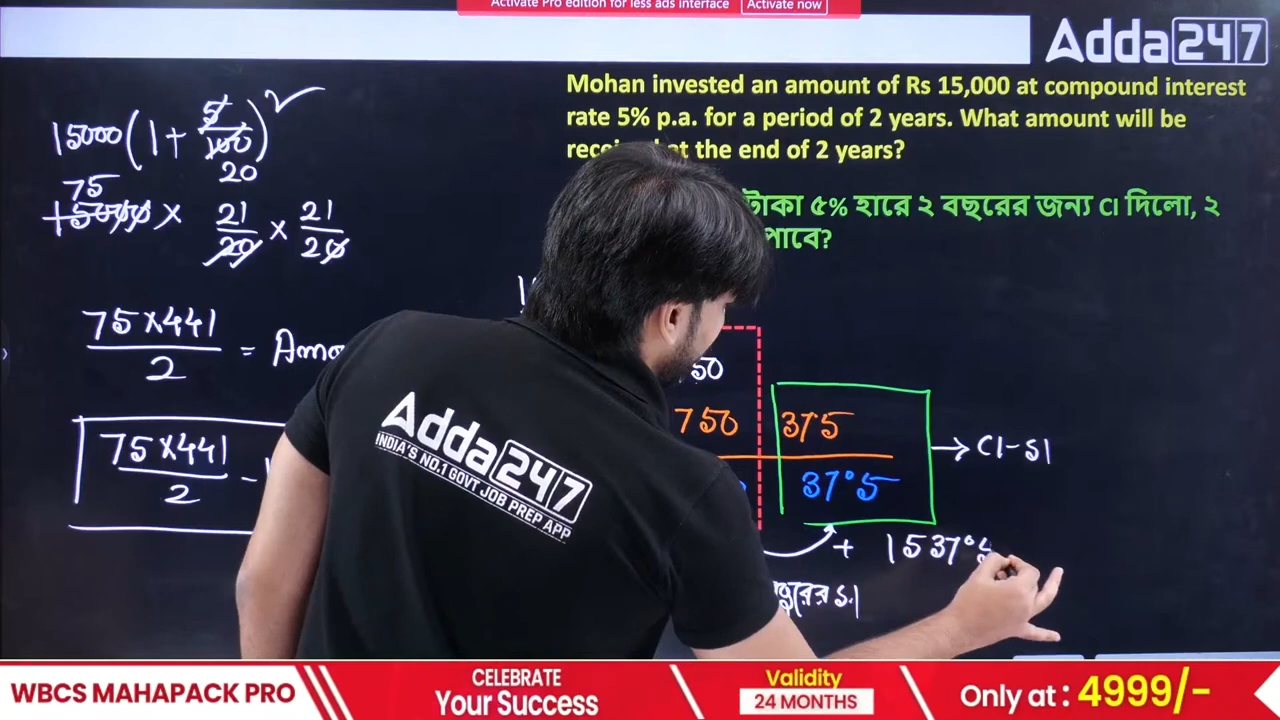 Activate Pro edition for less ads interface Activate now
Adda247
Mohan invested an amount of Rs 15,000 at compound interest
rate 5% p.a. for a period of 2 years. What amount will be
at the end of 2 years?
টাকা ৫% হারে ২ বছরের জন্য CI দিলো, ২
পাবে?
15000(1 + 5/100)²
20
75
15000 × 21/20 × 21/20
75×441/2 =
75×441/2 -
50
750 375
37°5
→ CI-SI
+ 1537°5
S.I
Adda247
INDIA'S NO.1 GOVT JOB PREP APP
WBCS MAHAPACK PRO
CELEBRATE
Your Success
Validity
24 MONTHS
Only at : 4999/-